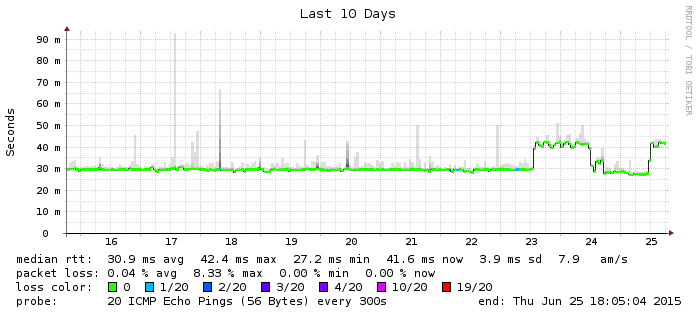 Last 10 Days
RRDTOOL / TOBI OETIKER
Seconds
90 m
80 m
70 m
60 m
50 m
40 m
30 m
20 m
10 m
0
16 17 18 19 20 21 22 23 24 25
median rtt: 30.9 ms avg 42.4 ms max 27.2 ms min 41.6 ms now 3.9 ms sd 7.9 am/s
packet loss: 0.04 % avg 8.33 % max 0.00 % min 0.00 % now
loss color: 0 1/20 2/20 3/20 4/20 10/20 19/20
probe: 20 ICMP Echo Pings (56 Bytes) every 300s end: Thu Jun 25 18:05:04 2015